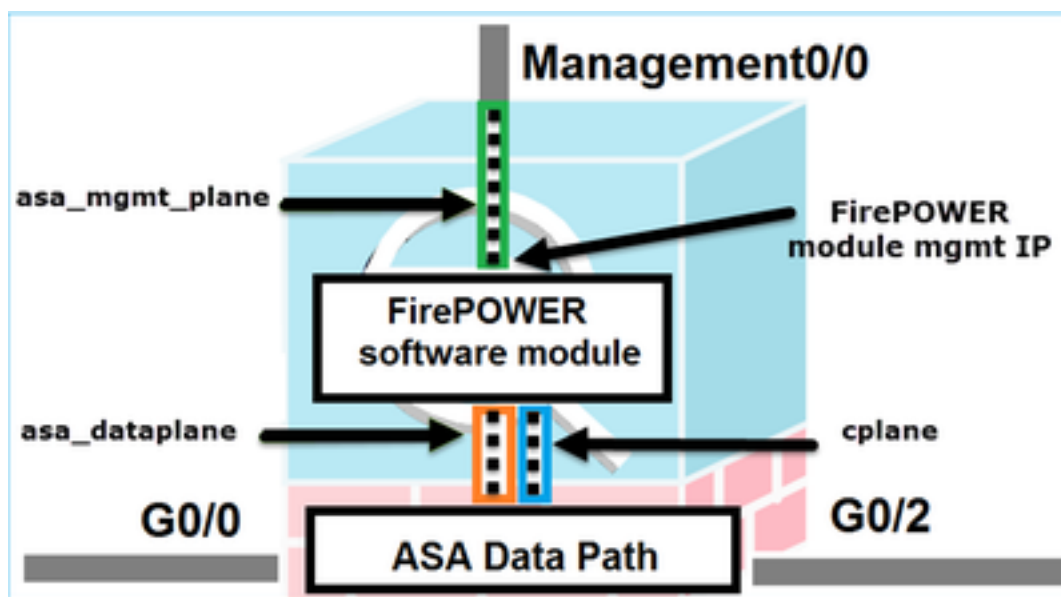 Management0/0
asa_mgmt_plane
FirePOWER
module mgmt IP
FirePOWER
software module
asa_dataplane
cplane
G0/0
G0/2
ASA Data Path